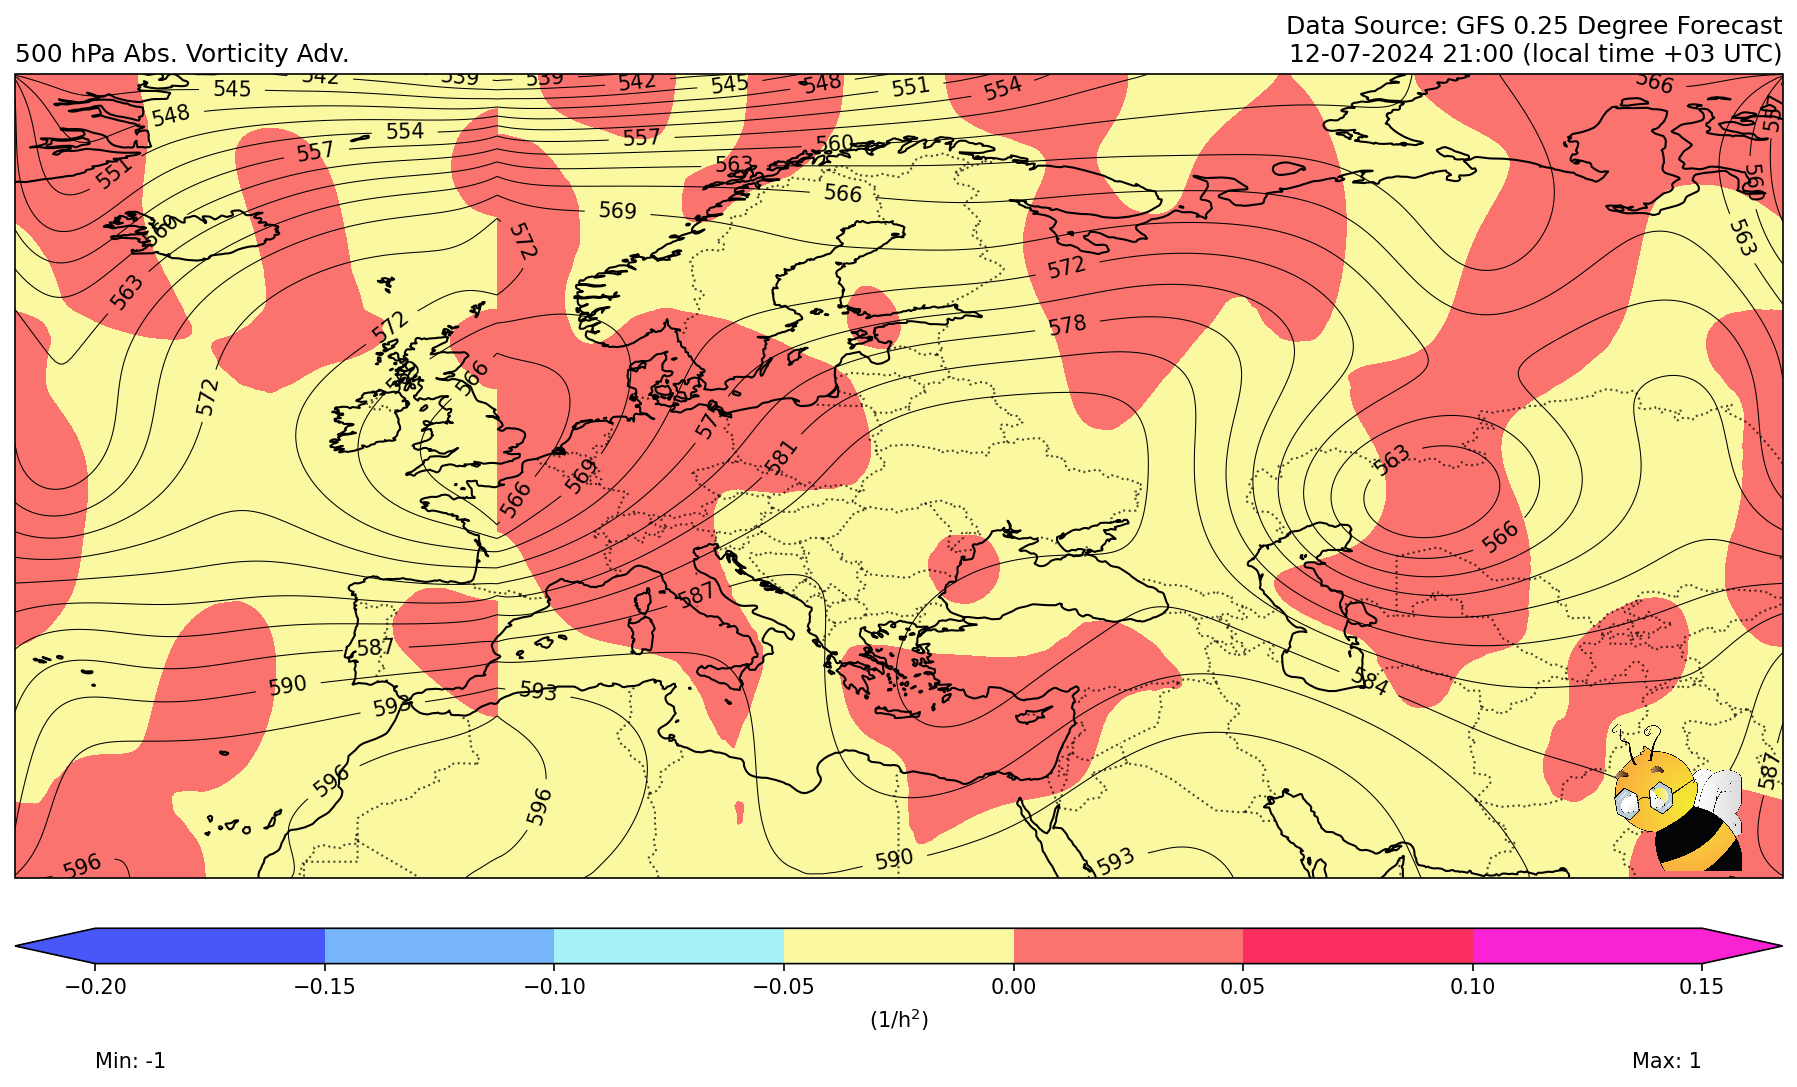 Data Source: GFS 0.25 Degree Forecast
500 hPa Abs. Vorticity Adv.
12-07-2024 21:00 (local time +03 UTC)
545 542 539 539 542 545 548 551 554 566
548 554 557 557 560 557
551 563 566 560
560 569 572 563
563 572 572
572 578
572 566
575 581 563
569 566 566
587
587
590 593 593 584
596 596 587
596 590 593
−0.20 −0.15 −0.10 −0.05 0.00 0.05 0.10 0.15
(1/h²)
Min: -1
Max: 1